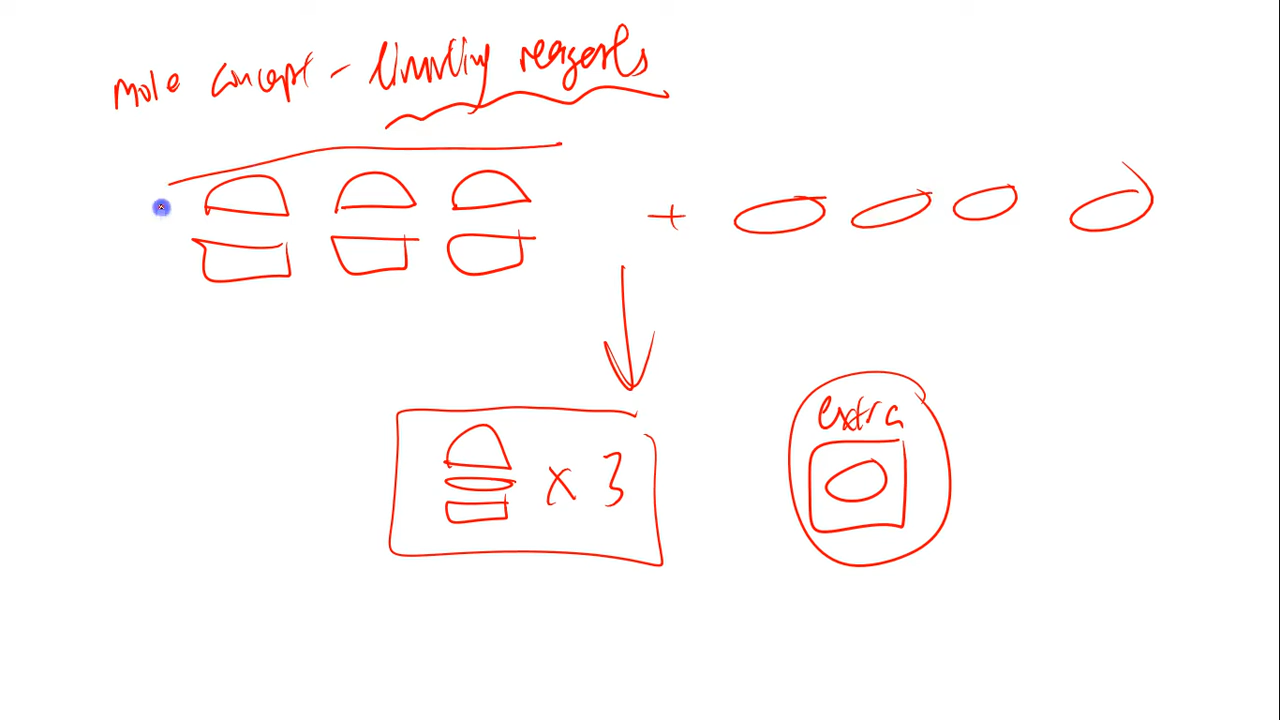 mole concept - limiting reagents
+
extra
x 3